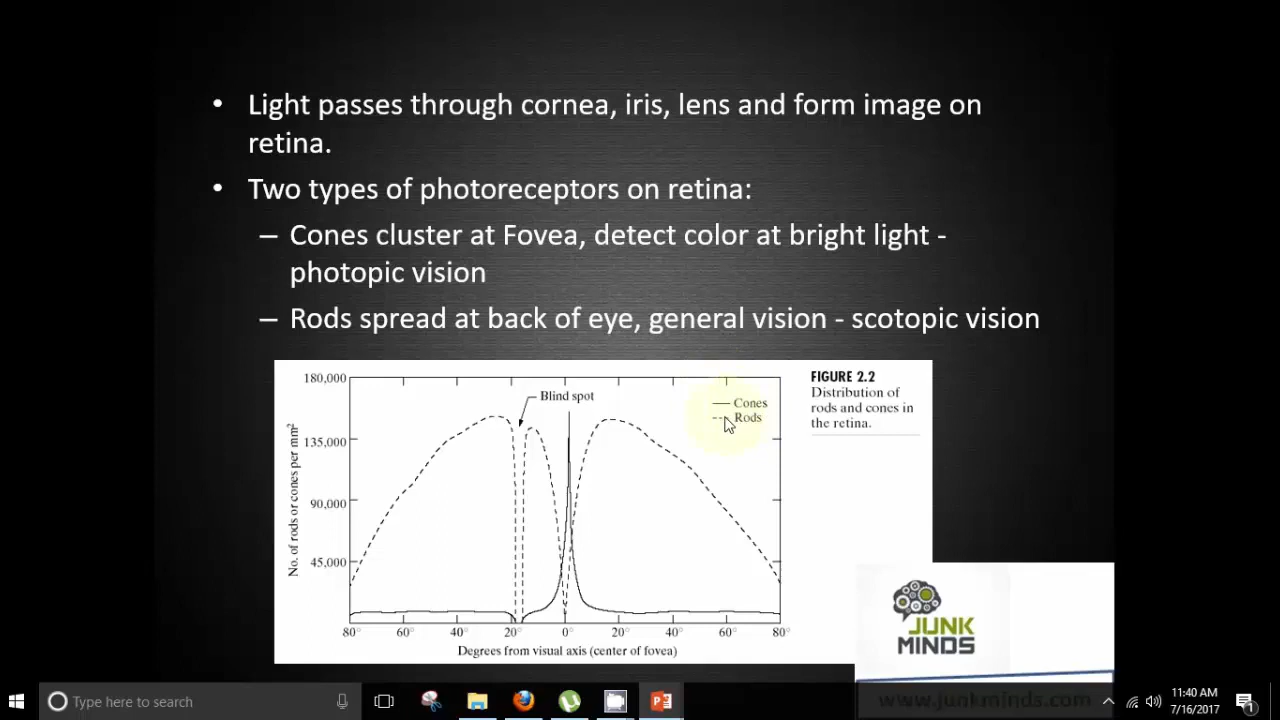 • Light passes through cornea, iris, lens and form image on
retina.
• Two types of photoreceptors on retina:
– Cones cluster at Fovea, detect color at bright light -
photopic vision
– Rods spread at back of eye, general vision - scotopic vision
180,000
135,000
90,000
45,000
No. of rods or cones per mm²
Blind spot
Cones
Rods
80° 60° 40° 20° 0° 20° 40° 60° 80°
Degrees from visual axis (center of fovea)
FIGURE 2.2
Distribution of
rods and cones in
the retina.
JUNK
MINDS
www.junkminds.com
Type here to search
11:40 AM
7/16/2017
1